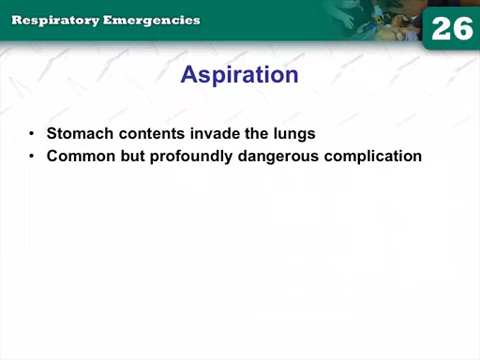 Respiratory Emergencies
26
Aspiration
• Stomach contents invade the lungs
• Common but profoundly dangerous complication